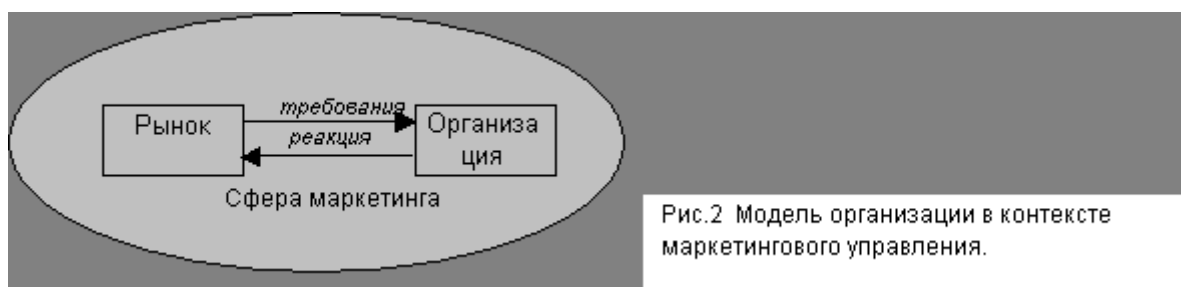 требования
Рынок
Организа
ция
реакция
Сфера маркетинга
Рис.2 Модель организации в контексте
маркетингового управления.